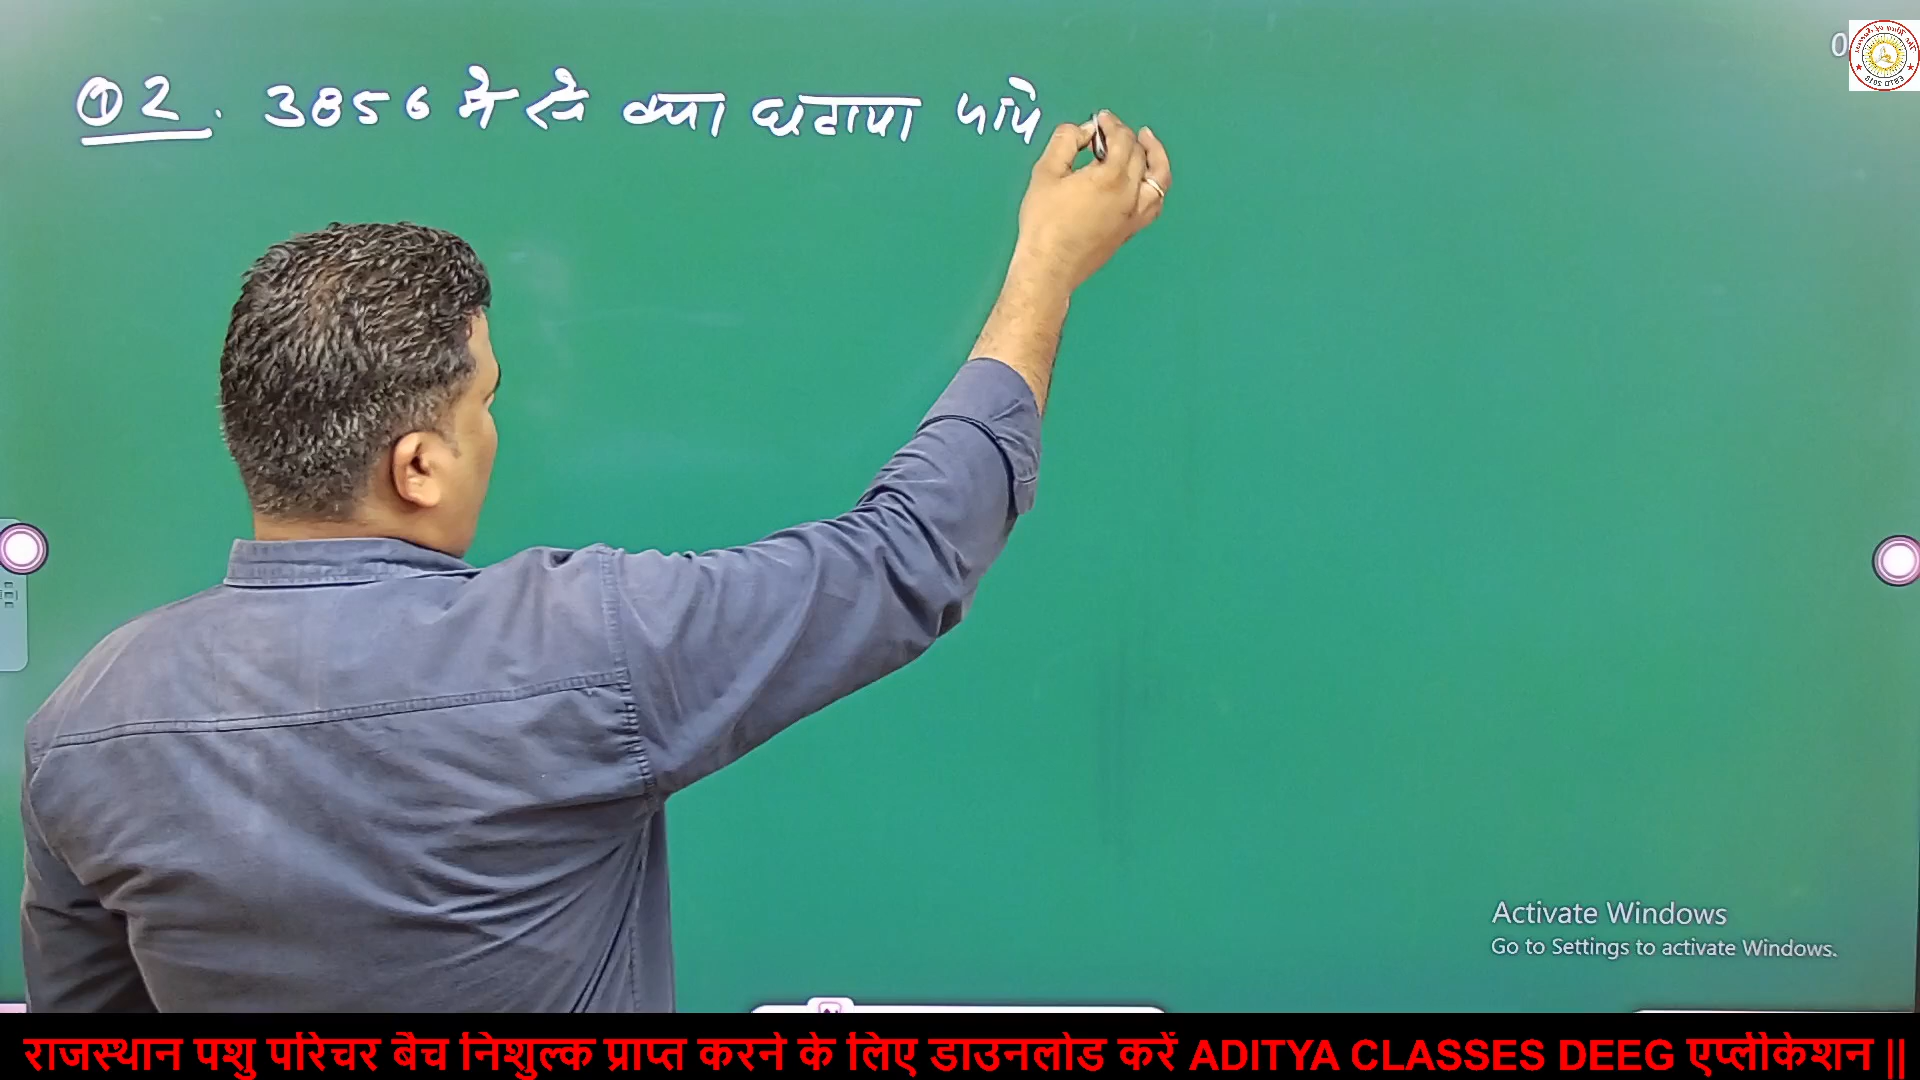 Q2. 3856 में से क्या घटाया जाये
Activate Windows
Go to Settings to activate Windows.
राजस्थान पशु परिचर बैच निशुल्क प्राप्त करने के लिए डाउनलोड करें ADITYA CLASSES DEEG एप्लीकेशन ||